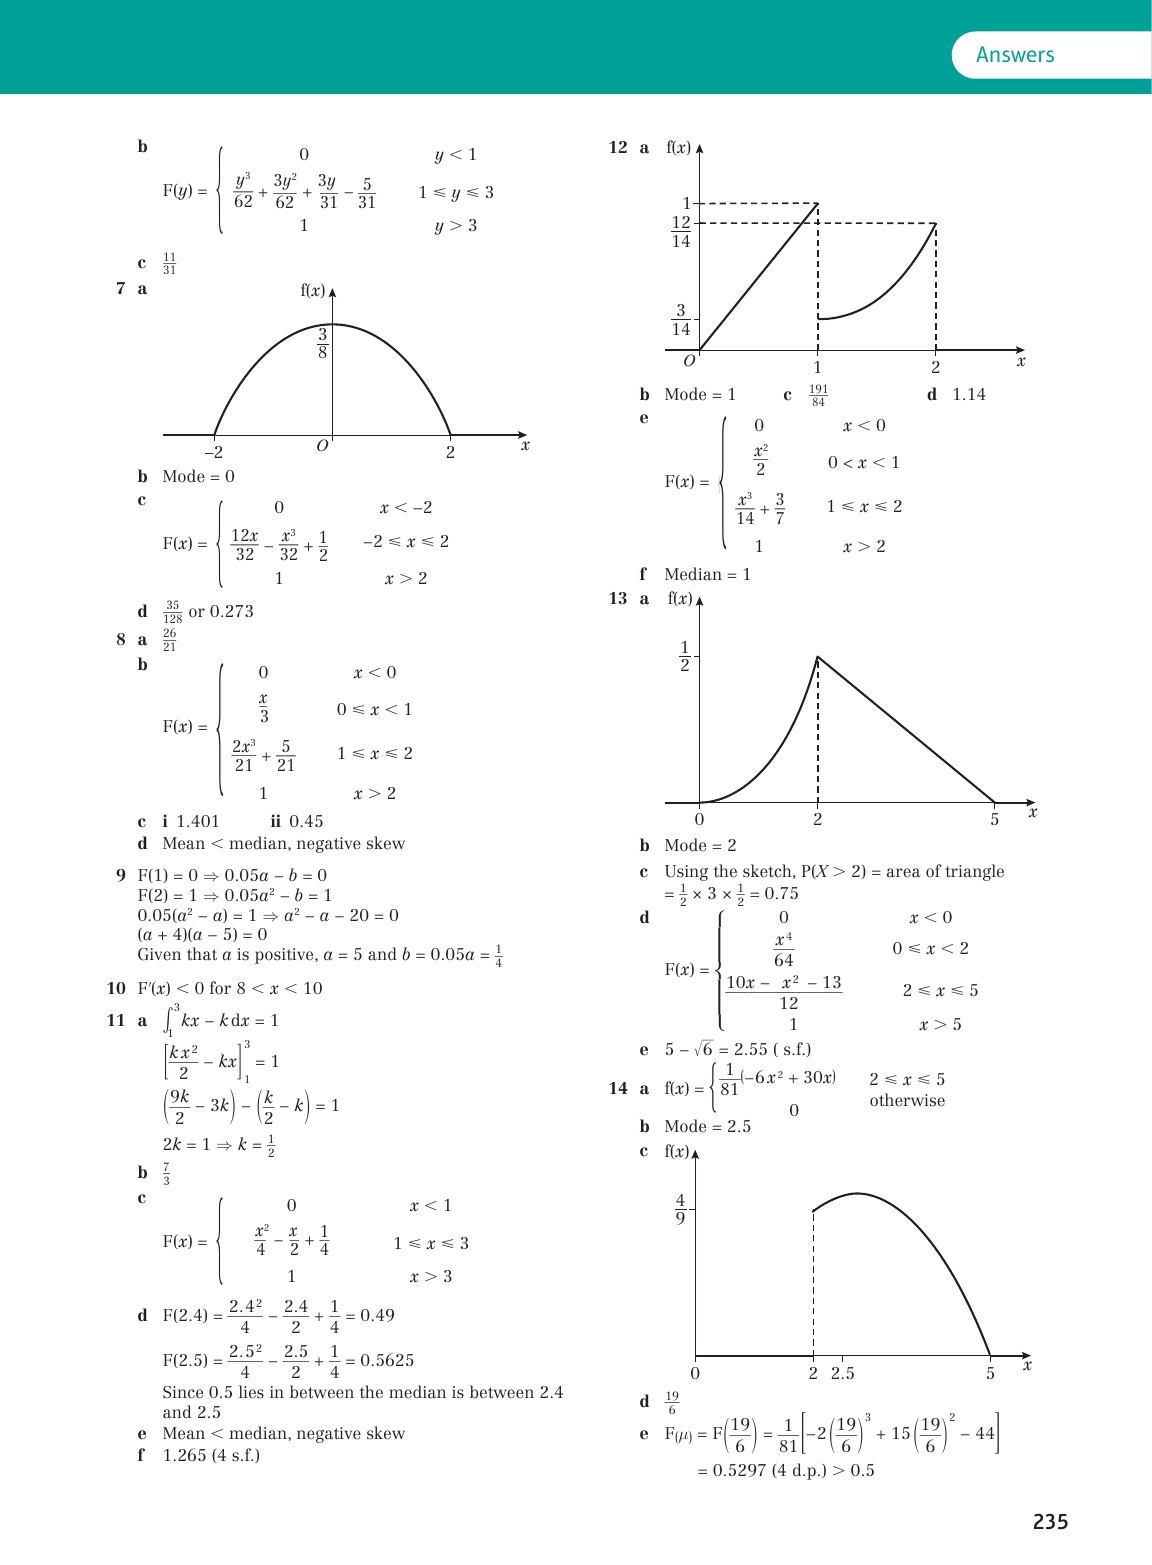 Answers
b
F(y) = { 0    y < 1
y³/62 + 3y²/62 + 3y/31 − 5/31    1 ⩽ y ⩽ 3
1    y > 3
c 11/31
7 a f(x)
3/8
−2 O 2 x
b Mode = 0
c
F(x) = { 0    x < −2
12x/32 − x³/32 + 1/2    −2 ⩽ x ⩽ 2
1    x > 2
d 35/128 or 0.273
8 a 26/21
b
F(x) = { 0    x < 0
x/3    0 ⩽ x < 1
2x³/21 + 5/21    1 ⩽ x ⩽ 2
1    x > 2
c i 1.401 ii 0.45
d Mean < median, negative skew
9 F(1) = 0 ⇒ 0.05a − b = 0
F(2) = 1 ⇒ 0.05a² − b = 1
0.05(a² − a) = 1 ⇒ a² − a − 20 = 0
(a + 4)(a − 5) = 0
Given that a is positive, a = 5 and b = 0.05a = 1/4
10 F′(x) < 0 for 8 < x < 10
11 a ∫₁³ kx − k dx = 1
[kx²/2 − kx]₁³ = 1
(9k/2 − 3k) − (k/2 − k) = 1
2k = 1 ⇒ k = 1/2
b 7/3
c
F(x) = { 0    x < 1
x²/4 − x/2 + 1/4    1 ⩽ x ⩽ 3
1    x > 3
d F(2.4) = 2.4²/4 − 2.4/2 + 1/4 = 0.49
F(2.5) = 2.5²/4 − 2.5/2 + 1/4 = 0.5625
Since 0.5 lies in between the median is between 2.4
and 2.5
e Mean < median, negative skew
f 1.265 (4 s.f.)
12 a f(x)
1
12/14
3/14
O 1 2 x
b Mode = 1 c 191/84 d 1.14
e
F(x) = { 0    x < 0
x²/2    0 < x < 1
x³/14 + 3/7    1 ⩽ x ⩽ 2
1    x > 2
f Median = 1
13 a f(x)
1/2
0 2 5 x
b Mode = 2
c Using the sketch, P(X > 2) = area of triangle
= 1/2 × 3 × 1/2 = 0.75
d
F(x) = { 0    x < 0
x⁴/64    0 ⩽ x < 2
(10x − x² − 13)/12    2 ⩽ x ⩽ 5
1    x > 5
e 5 − √6 = 2.55 ( s.f.)
14 a f(x) = { 1/81(−6x² + 30x)    2 ⩽ x ⩽ 5
0    otherwise
b Mode = 2.5
c f(x)
4/9
0 2 2.5 5 x
d 19/6
e F(μ) = F(19/6) = 1/81[−2(19/6)³ + 15(19/6)² − 44]
= 0.5297 (4 d.p.) > 0.5
235